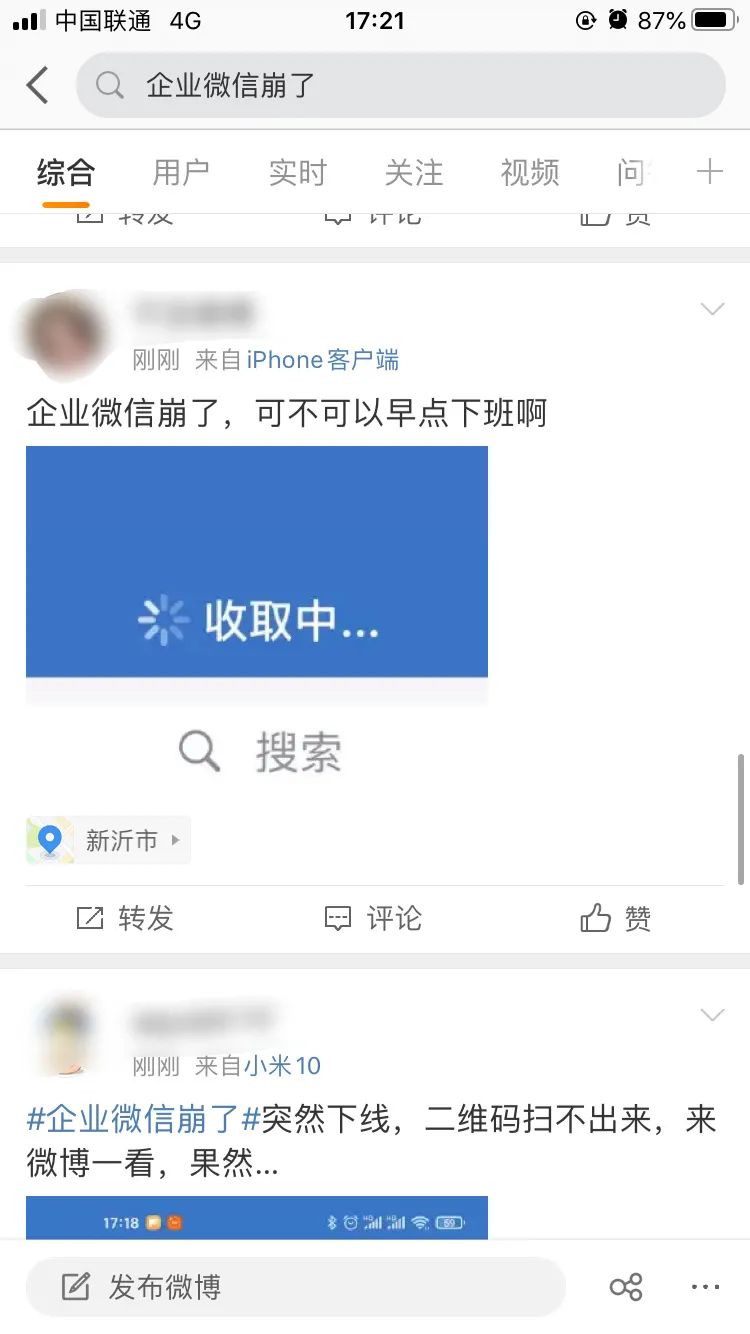 中国联通 4G 17:21 87%
企业微信崩了
综合 用户 实时 关注 视频
转发 评论 赞
刚刚 来自iPhone客户端
企业微信崩了，可不可以早点下班啊
收取中...
搜索
新沂市
转发 评论 赞
刚刚 来自小米10
#企业微信崩了#突然下线，二维码扫不出来，来
微博一看，果然...
17:18 59
发布微博